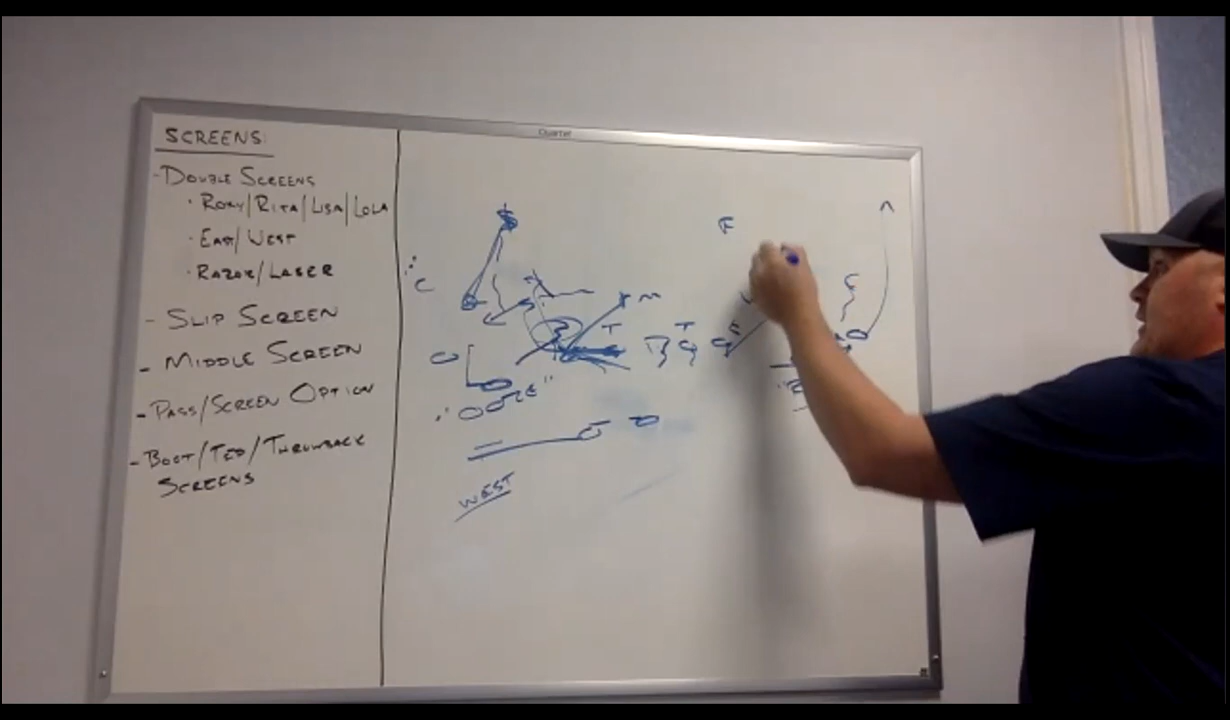 Quartet
SCREENS:
- DOUBLE SCREENS
· ROXY/RITA/LISA/LOLA
· EAST/WEST
· RAZOR/LASER
- SLIP SCREEN
- MIDDLE SCREEN
- PASS/SCREEN OPTION
- BOOT/TED/THROWBACK
SCREENS
F
C
C
M
T
T
E
WEST